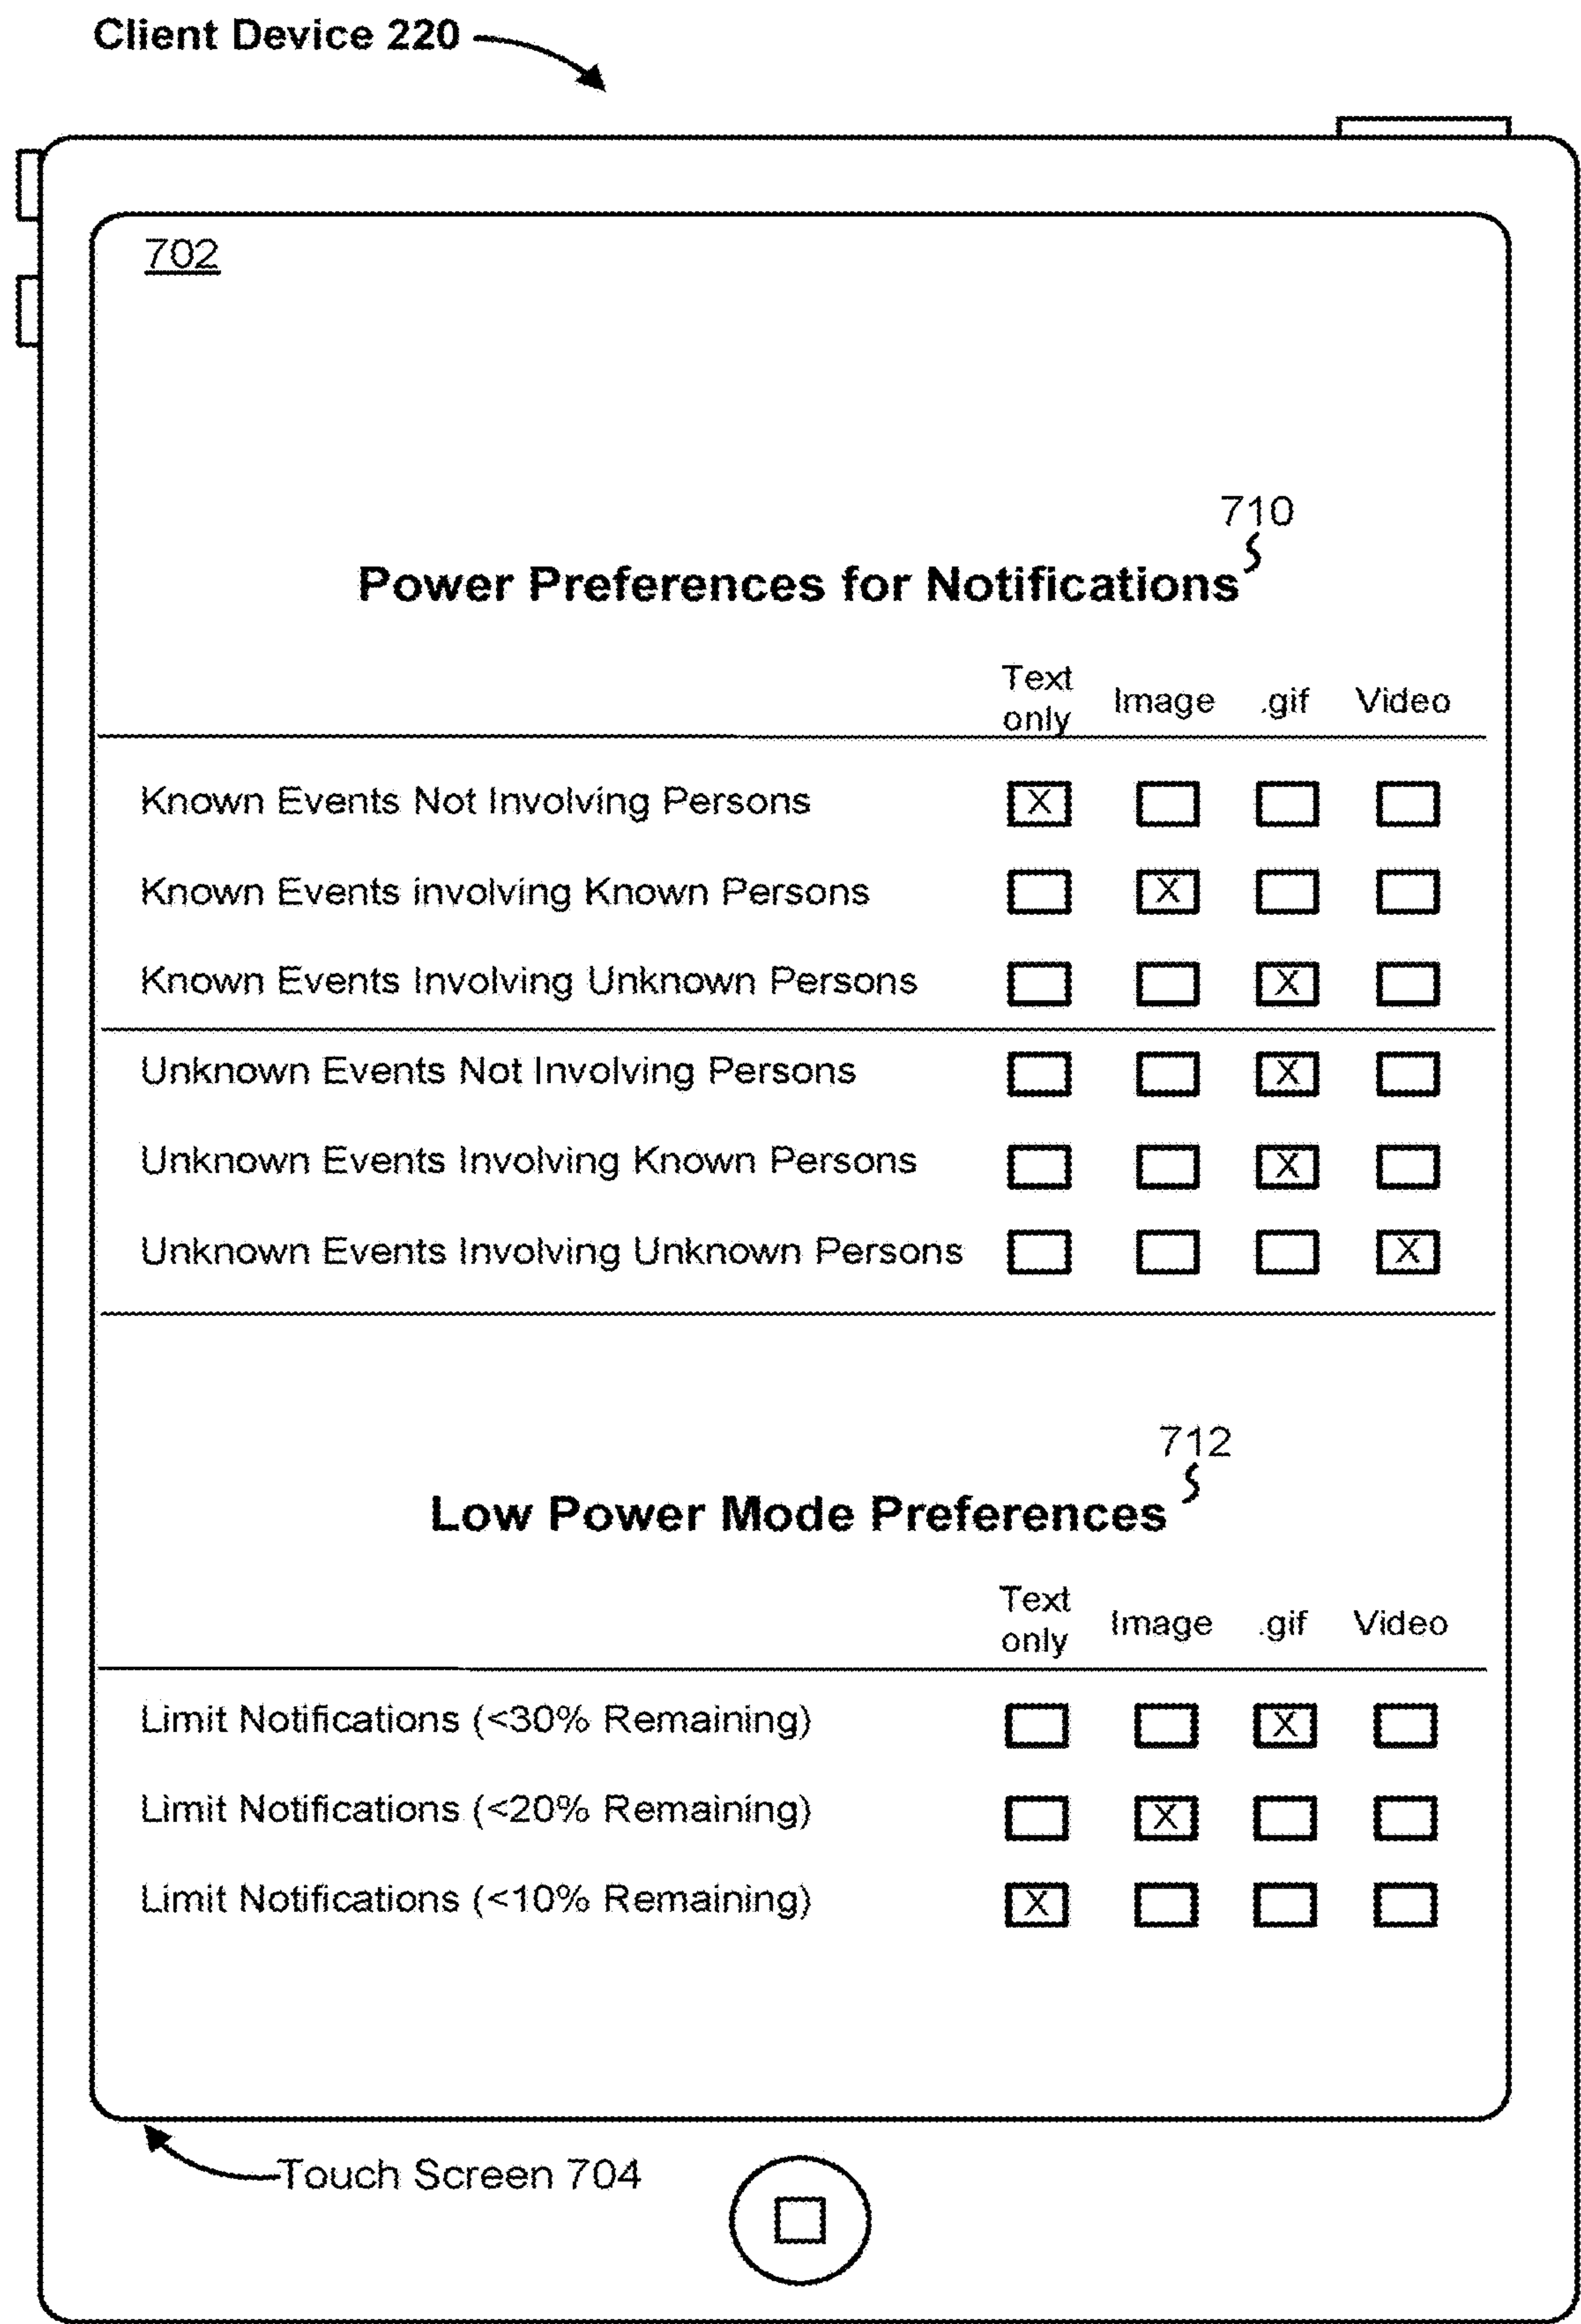 Client Device 220
702
710
Power Preferences for Notifications
Text only Image .gif Video
Known Events Not Involving Persons X
Known Events involving Known Persons X
Known Events Involving Unknown Persons X
Unknown Events Not Involving Persons X
Unknown Events Involving Known Persons X
Unknown Events Involving Unknown Persons X
712
Low Power Mode Preferences
Text only Image .gif Video
Limit Notifications (<30% Remaining) X
Limit Notifications (<20% Remaining) X
Limit Notifications (<10% Remaining) X
Touch Screen 704